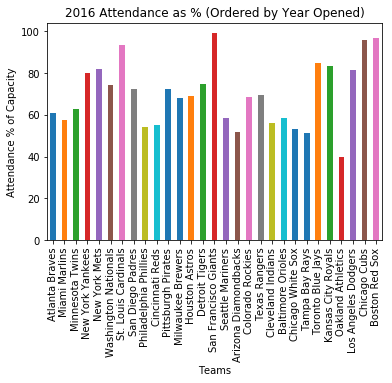 2016 Attendance as % (Ordered by Year Opened)
Attendance % of Capacity
100
80
60
40
20
0
Atlanta Braves
Miami Marlins
Minnesota Twins
New York Yankees
New York Mets
Washington Nationals
St. Louis Cardinals
San Diego Padres
Philadelphia Phillies
Cincinnati Reds
Pittsburgh Pirates
Milwaukee Brewers
Houston Astros
Detroit Tigers
San Francisco Giants
Seattle Mariners
Arizona Diamondbacks
Colorado Rockies
Texas Rangers
Cleveland Indians
Baltimore Orioles
Chicago White Sox
Tampa Bay Rays
Toronto Blue Jays
Kansas City Royals
Oakland Athletics
Los Angeles Dodgers
Chicago Cubs
Boston Red Sox
Teams